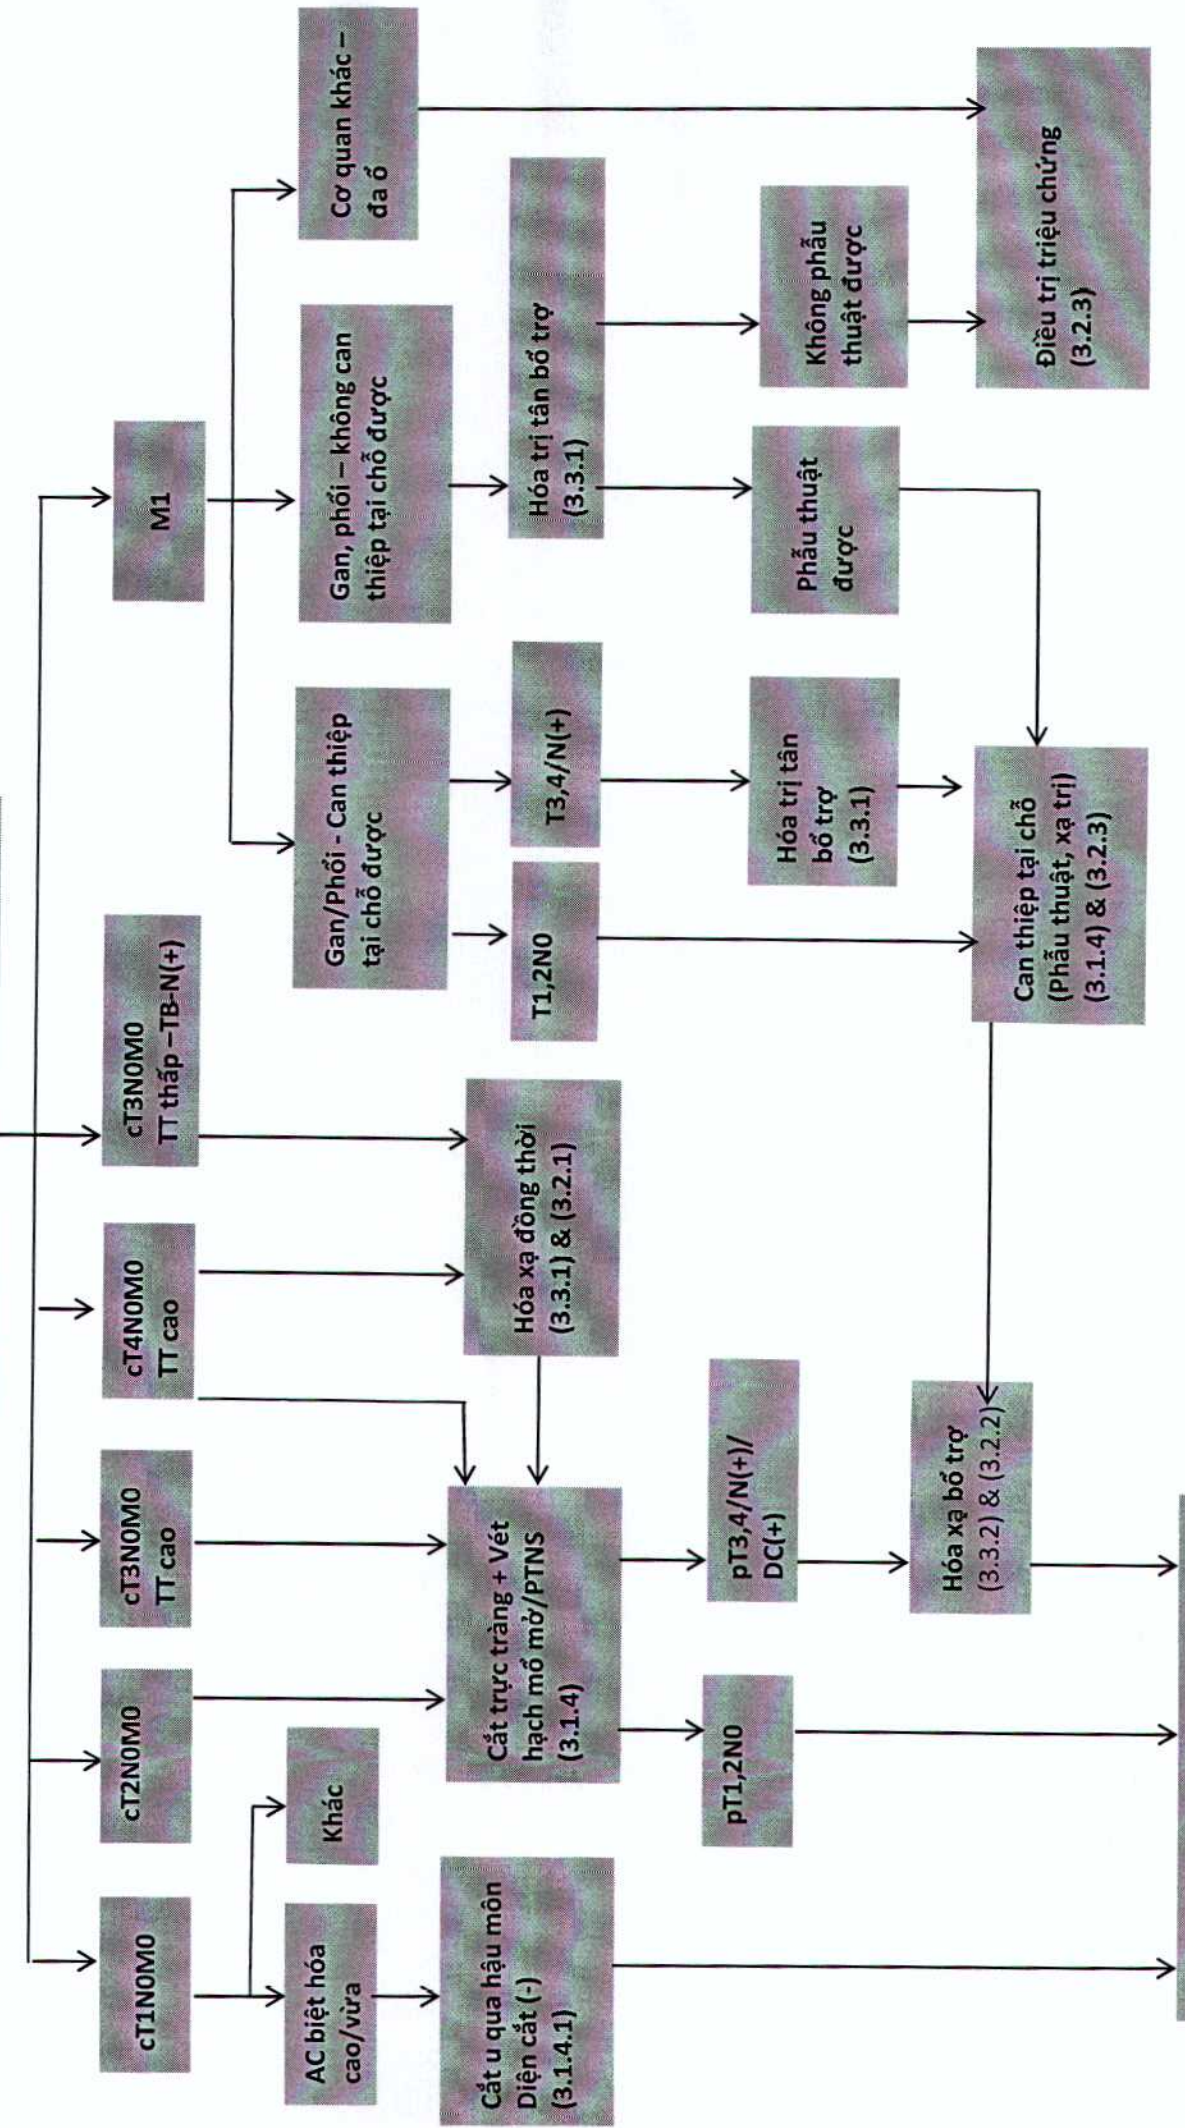 cT1N0M0
cT2N0M0
cT3N0M0
TT cao
cT4N0M0
TT cao
cT3N0M0
TT thấp –TB-N(+)
M1
AC biệt hóa
cao/vừa
Khác
Gan/Phổi - Can thiệp
tại chỗ được
Gan, phổi – không can
thiệp tại chỗ được
Cơ quan khác –
đa ổ
Cắt u qua hậu môn
Diện cắt (-)
(3.1.4.1)
Cắt trực tràng + Vét
hạch mổ mở/PTNS
(3.1.4)
Hóa xạ đồng thời
(3.3.1) & (3.2.1)
T1,2N0
T3,4/N(+)
Hóa trị tân bổ trợ
(3.3.1)
pT1,2N0
pT3,4/N(+)/
DC(+)
Hóa trị tân
bổ trợ
(3.3.1)
Phẫu thuật
được
Không phẫu
thuật được
Hóa xạ bổ trợ
(3.3.2) & (3.2.2)
Can thiệp tại chỗ
(Phẫu thuật, xạ trị)
(3.1.4) & (3.2.3)
Điều trị triệu chứng
(3.2.3)